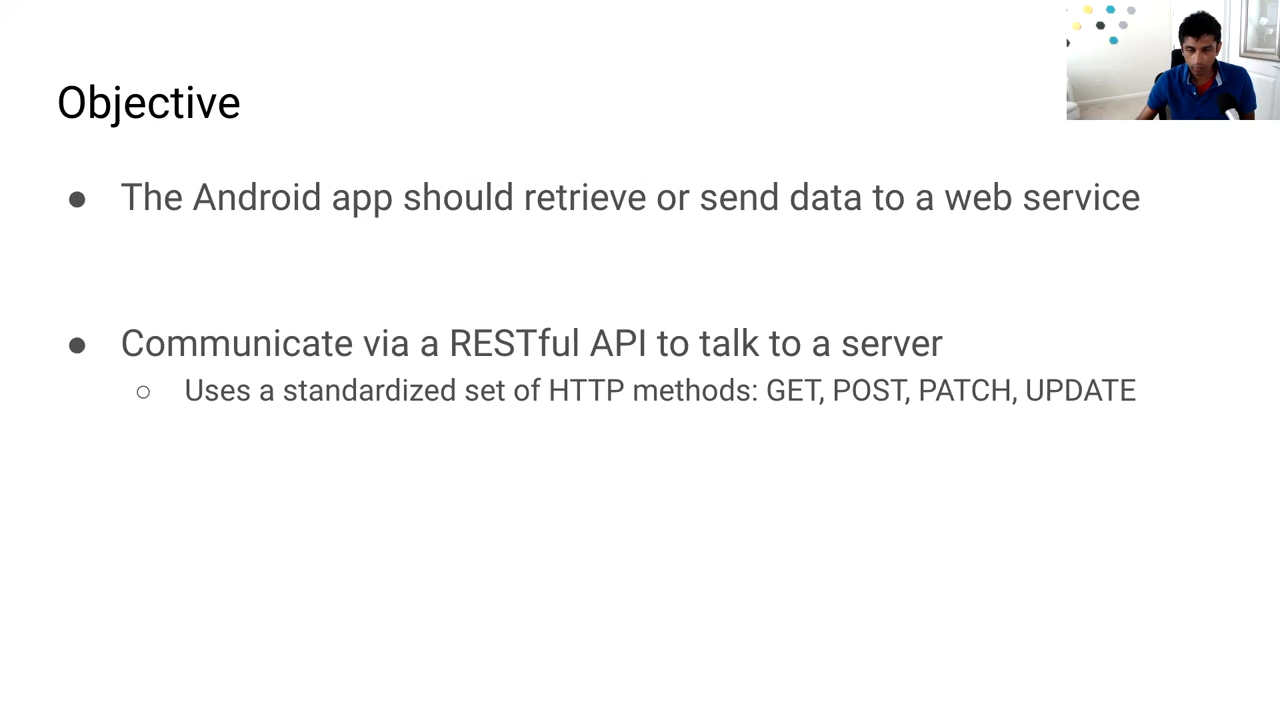 Objective
● The Android app should retrieve or send data to a web service
● Communicate via a RESTful API to talk to a server
○ Uses a standardized set of HTTP methods: GET, POST, PATCH, UPDATE